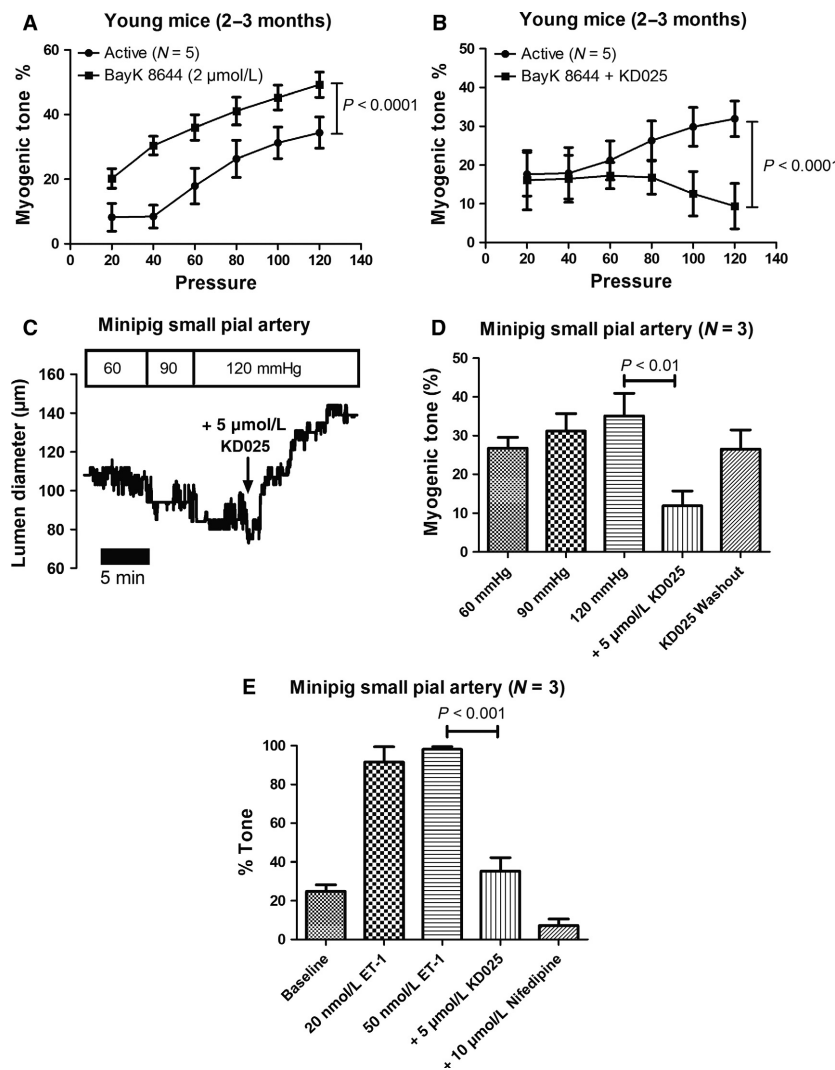 A
Young mice (2–3 months)
Myogenic tone %
60
40
20
0
Active (N = 5)
BayK 8644 (2 µmol/L)
P < 0.0001
0 20 40 60 80 100 120 140
Pressure
B
Young mice (2–3 months)
Myogenic tone %
50
40
30
20
10
0
Active (N = 5)
BayK 8644 + KD025
P < 0.0001
0 20 40 60 80 100 120 140
Pressure
C
Minipig small pial artery
60 90 120 mmHg
Lumen diameter (µm)
160
140
120
100
80
60
+ 5 µmol/L
KD025
5 min
D
Minipig small pial artery (N = 3)
Myogenic tone (%)
50
40
30
20
10
0
P < 0.01
60 mmHg
90 mmHg
120 mmHg
+ 5 µmol/L KD025
KD025 Washout
E
Minipig small pial artery (N = 3)
P < 0.001
% Tone
100
80
60
40
20
0
Baseline
20 nmol/L ET-1
50 nmol/L ET-1
+ 5 µmol/L KD025
+ 10 µmol/L Nifedipine